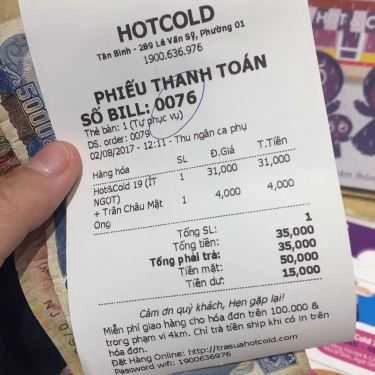 HOTCOLD
Tân Bình - 289 Lê Văn Sỹ, Phường 01
1900.636.976
PHIẾU THANH TOÁN
SỐ BILL: 0076
Thẻ bàn: 1 (Tự phục vụ)
DS. order: 0079
02/08/2017 - 12:11 - Thu ngân ca phụ
Hàng hóa SL Đ.Giá T.Tiền
Hot&Cold 19 (ÍT 1 31,000 31,000
NGỌT)
+ Trân Châu Mật 1 4,000 4,000
Ong
Tổng SL: 1
Tổng tiền: 35,000
Tổng phải trả: 35,000
Tiền mặt: 50,000
Tiền dư: 15,000
Cảm ơn quý khách, Hẹn gặp lại!
Miễn phí giao hàng cho hóa đơn trên 100.000 &
trong phạm vi 4km. Chỉ trả tiền ship khi có in trên
hóa đơn.
Đặt Hàng Online: http://trasuahotcold.com
Password wifi: 1900636976